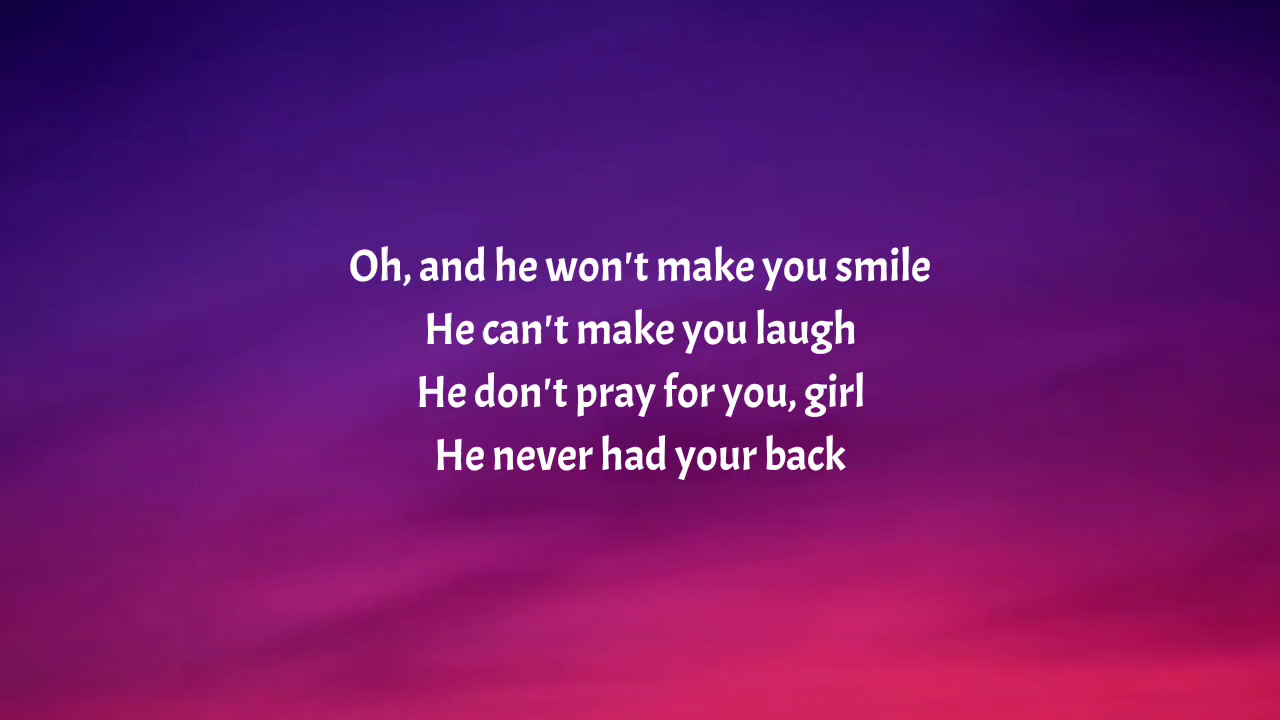 Oh, and he won't make you smile
He can't make you laugh
He don't pray for you, girl
He never had your back